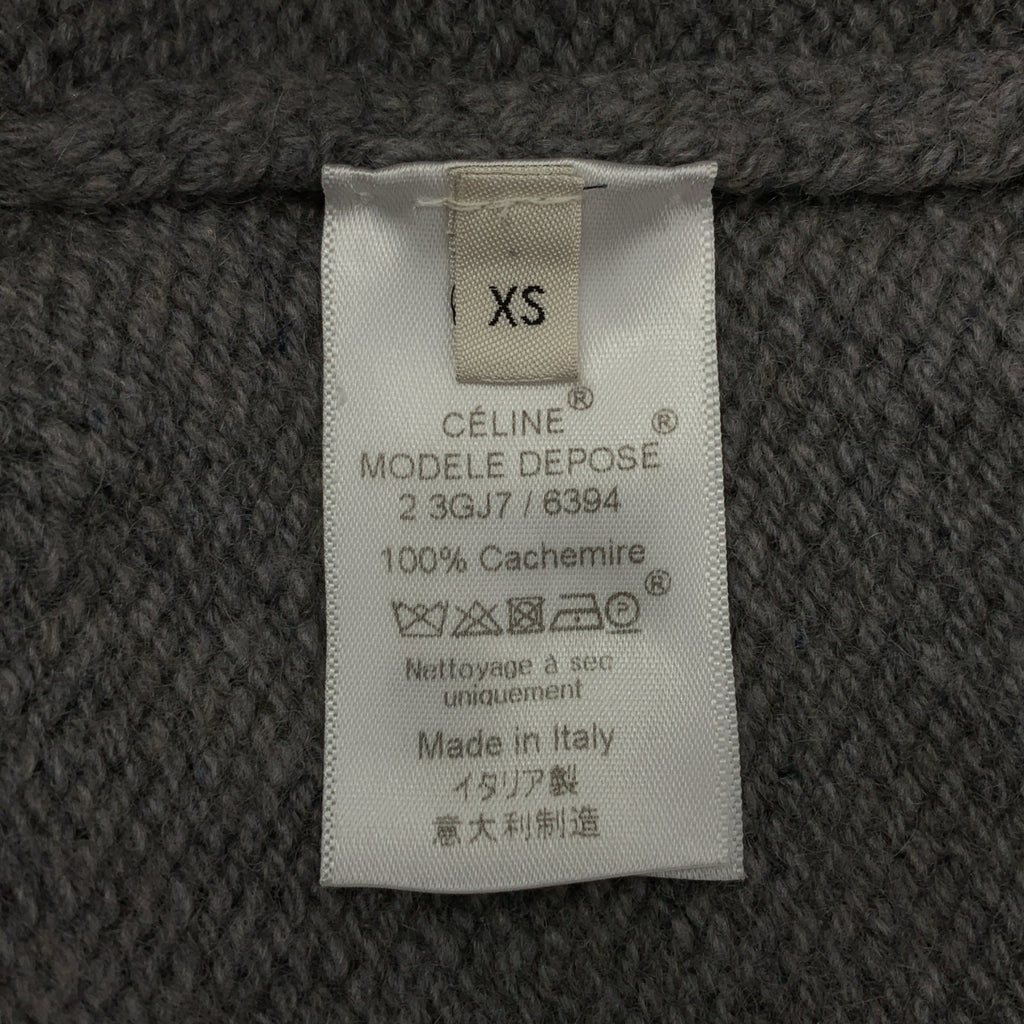 XS
CÉLINE®
MODELE DEPOSÉ®
2 3GJ7 / 6394
100% Cachemire
P ®
Nettoyage à sec
uniquement
Made in Italy
イタリア製
意大利制造